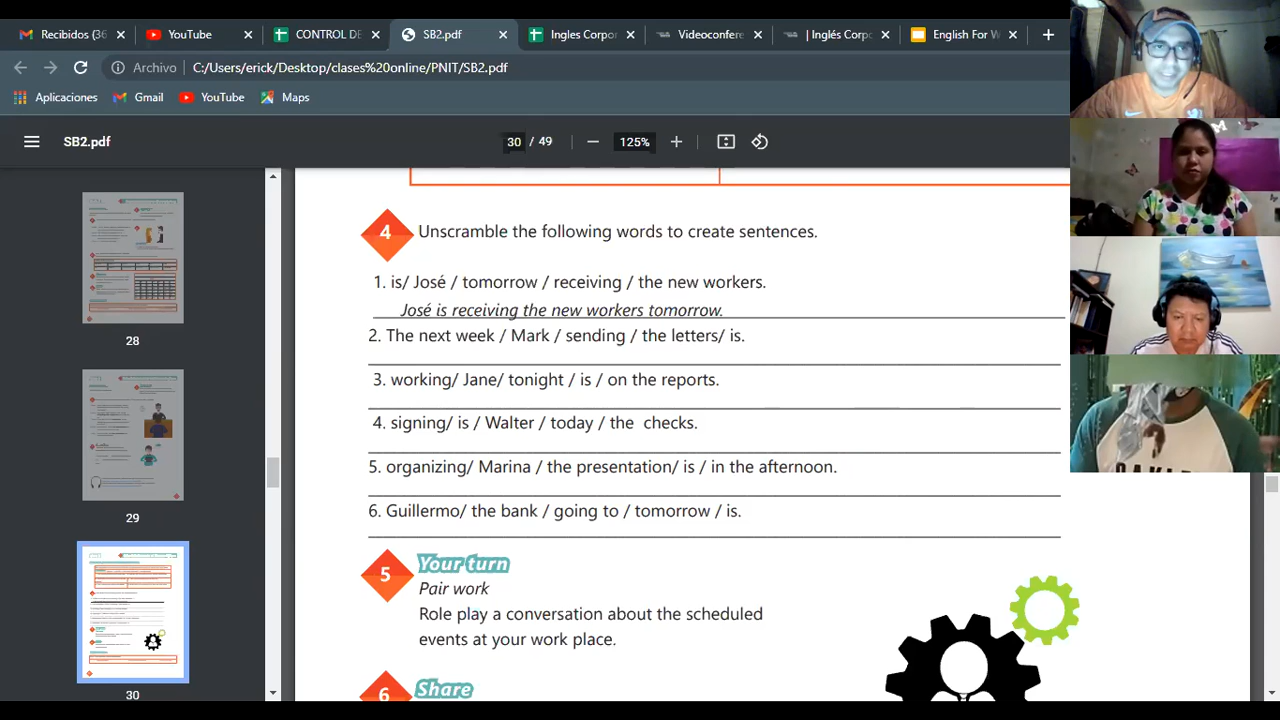 Recibidos (36
YouTube
CONTROL DE
SB2.pdf
Ingles Corpor
Videoconfere
| Inglés Corpo
English For W
Archivo
C:/Users/erick/Desktop/clases%20online/PNIT/SB2.pdf
Aplicaciones
Gmail
YouTube
Maps
SB2.pdf
30 / 49
125%
28
29
30
4 Unscramble the following words to create sentences.
1. is/ José / tomorrow / receiving / the new workers.
José is receiving the new workers tomorrow.
2. The next week / Mark / sending / the letters/ is.
3. working/ Jane/ tonight / is / on the reports.
4. signing/ is / Walter / today / the checks.
5. organizing/ Marina / the presentation/ is / in the afternoon.
6. Guillermo/ the bank / going to / tomorrow / is.
5 Your turn
Pair work
Role play a conversation about the scheduled
events at your work place.
6 Share
M
OAKLE